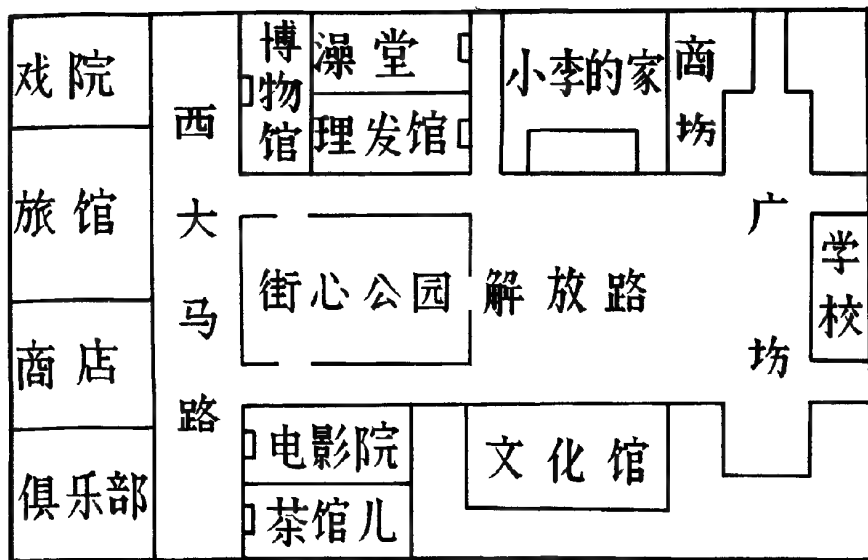 戏院
旅馆
商店
俱乐部
西大马路
博物馆
澡堂
理发馆
小李的家
商场
广场
学校
街心公园
解放路
电影院
茶馆儿
文化馆